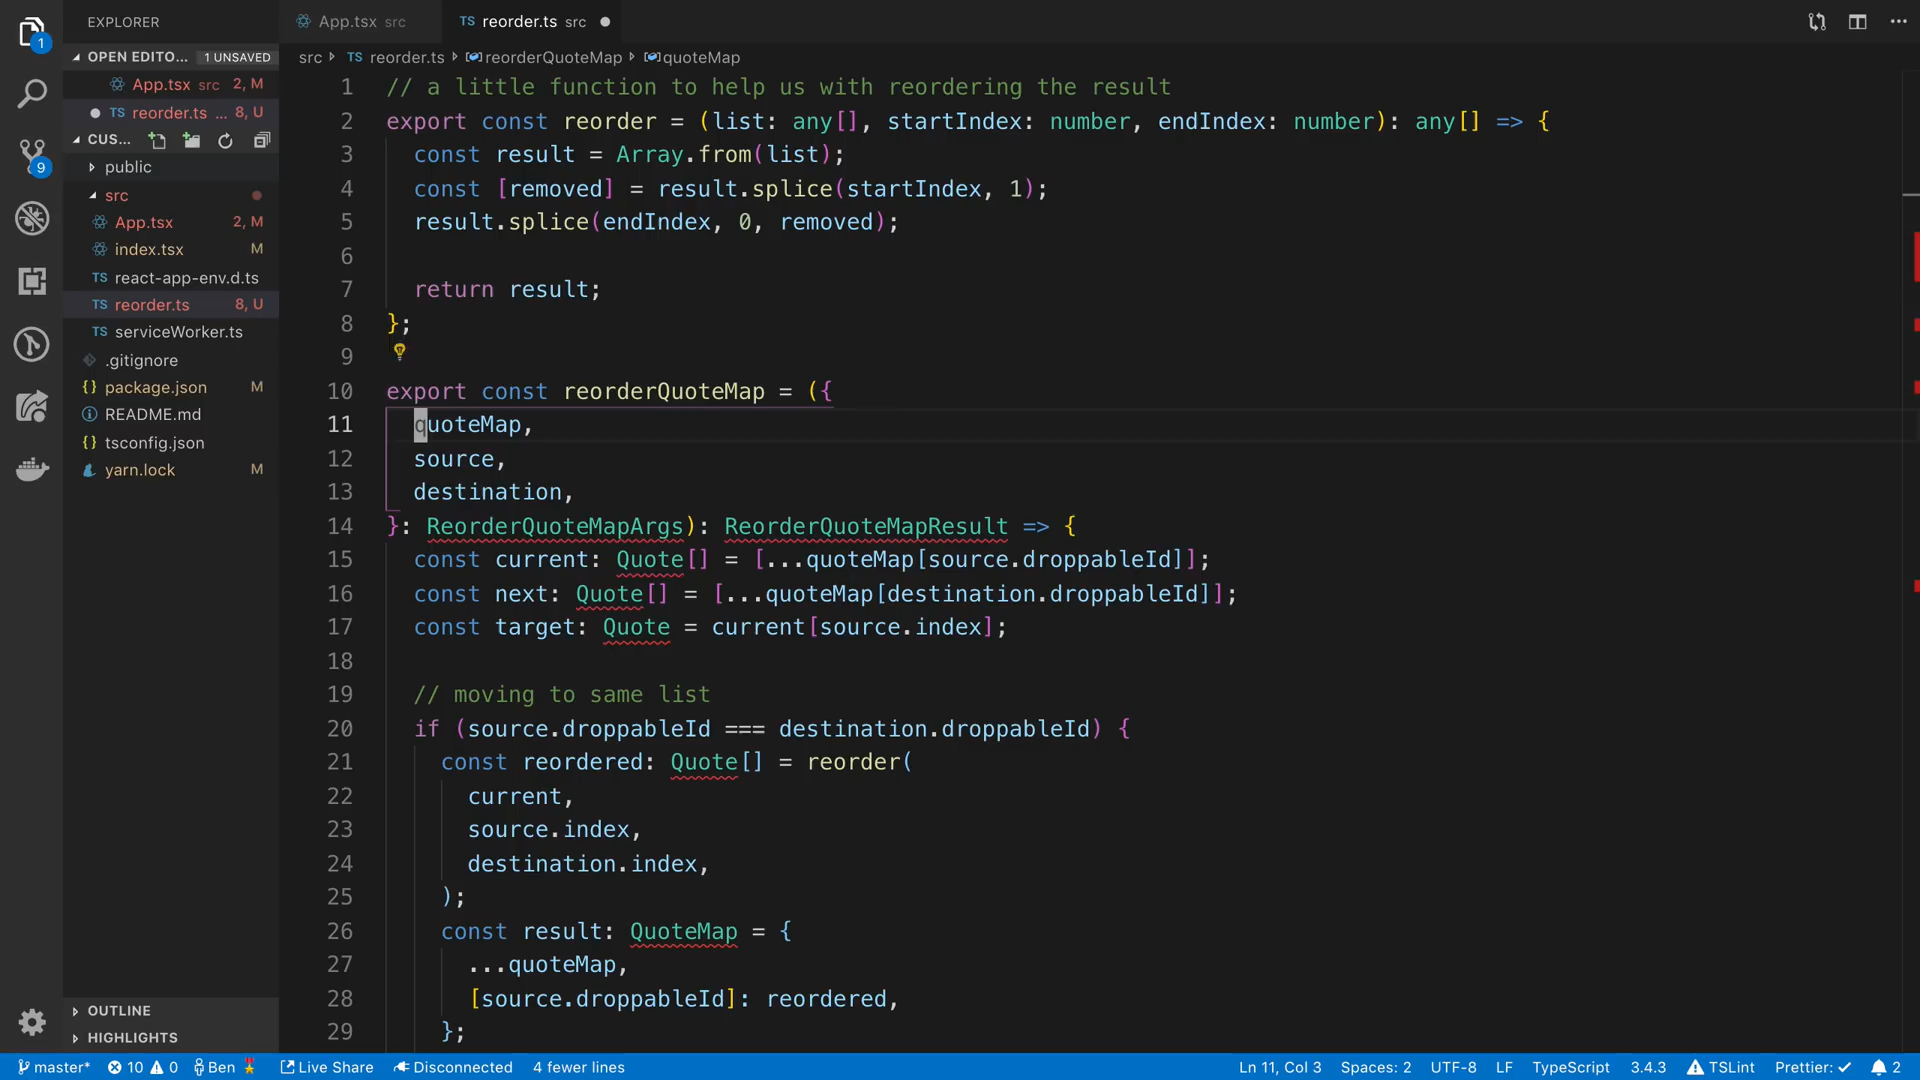 EXPLORER
App.tsx src
TS reorder.ts src
OPEN EDITO... 1 UNSAVED
App.tsx src 2, M
TS reorder.ts ... 8, U
CUS...
public
src
App.tsx 2, M
index.tsx M
TS react-app-env.d.ts
TS reorder.ts 8, U
TS serviceWorker.ts
.gitignore
{} package.json M
README.md
{} tsconfig.json
yarn.lock M
OUTLINE
HIGHLIGHTS
1
9
src TS reorder.ts reorderQuoteMap quoteMap
1 // a little function to help us with reordering the result
2 export const reorder = (list: any[], startIndex: number, endIndex: number): any[] => {
3 const result = Array.from(list);
4 const [removed] = result.splice(startIndex, 1);
5 result.splice(endIndex, 0, removed);
6
7 return result;
8 };
9
10 export const reorderQuoteMap = ({
11 quoteMap,
12 source,
13 destination,
14 }: ReorderQuoteMapArgs): ReorderQuoteMapResult => {
15 const current: Quote[] = [...quoteMap[source.droppableId]];
16 const next: Quote[] = [...quoteMap[destination.droppableId]];
17 const target: Quote = current[source.index];
18
19 // moving to same list
20 if (source.droppableId === destination.droppableId) {
21 const reordered: Quote[] = reorder(
22 current,
23 source.index,
24 destination.index,
25 );
26 const result: QuoteMap = {
27 ...quoteMap,
28 [source.droppableId]: reordered,
29 };
master* 10 0 Ben Live Share Disconnected 4 fewer lines Ln 11, Col 3 Spaces: 2 UTF-8 LF TypeScript 3.4.3 TSLint Prettier: ✓ 2